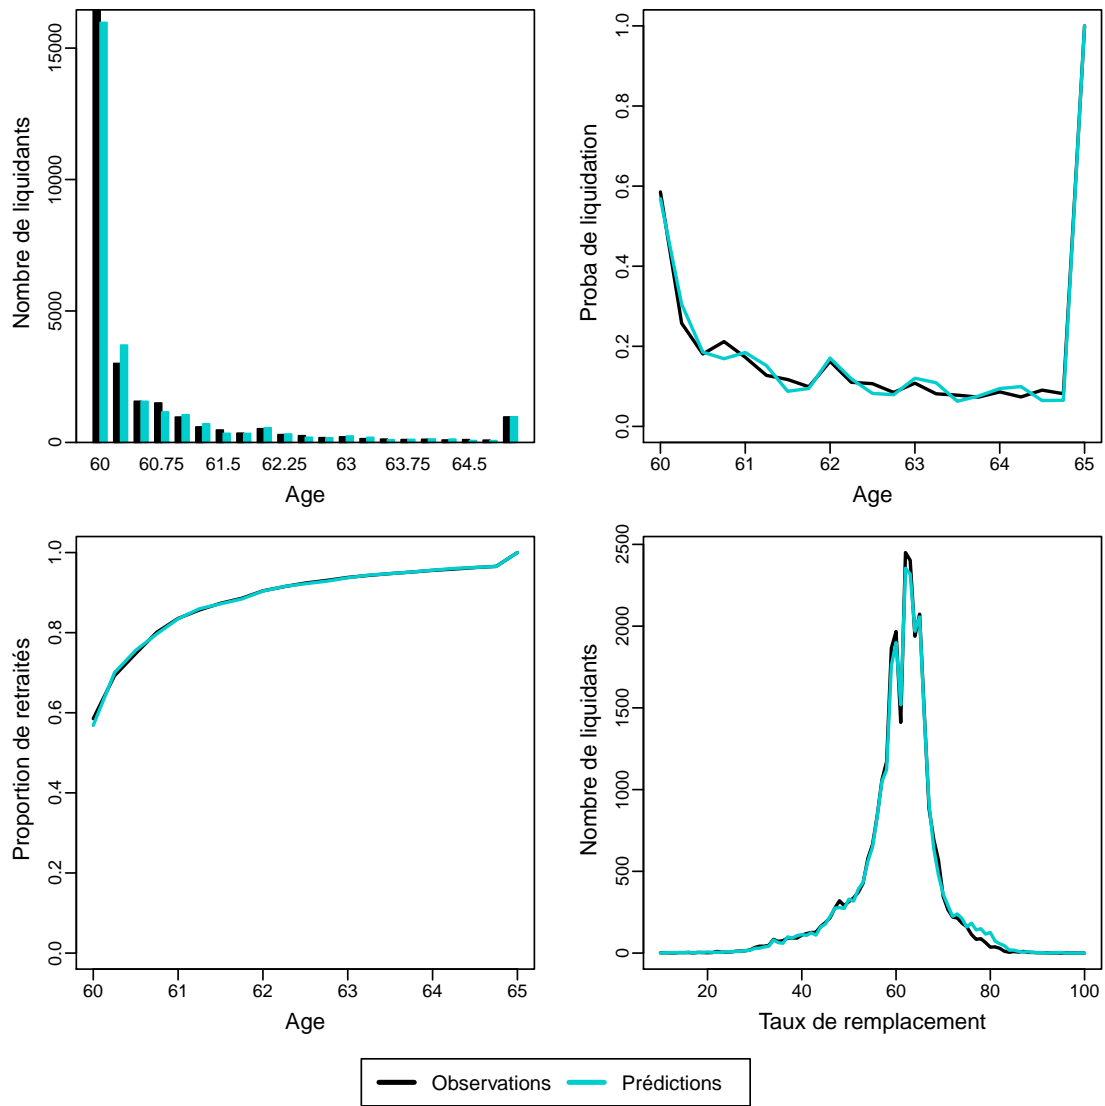 Nombre de liquidants
15000
10000
5000
0
60 60.75 61.5 62.25 63 63.75 64.5
Age
Proba de liquidation
1.0
0.8
0.6
0.4
0.2
0.0
60 61 62 63 64 65
Age
Proportion de retraités
1.0
0.8
0.6
0.4
0.2
0.0
60 61 62 63 64 65
Age
Nombre de liquidants
2500
2000
1500
1000
500
0
20 40 60 80 100
Taux de remplacement
Observations Prédictions